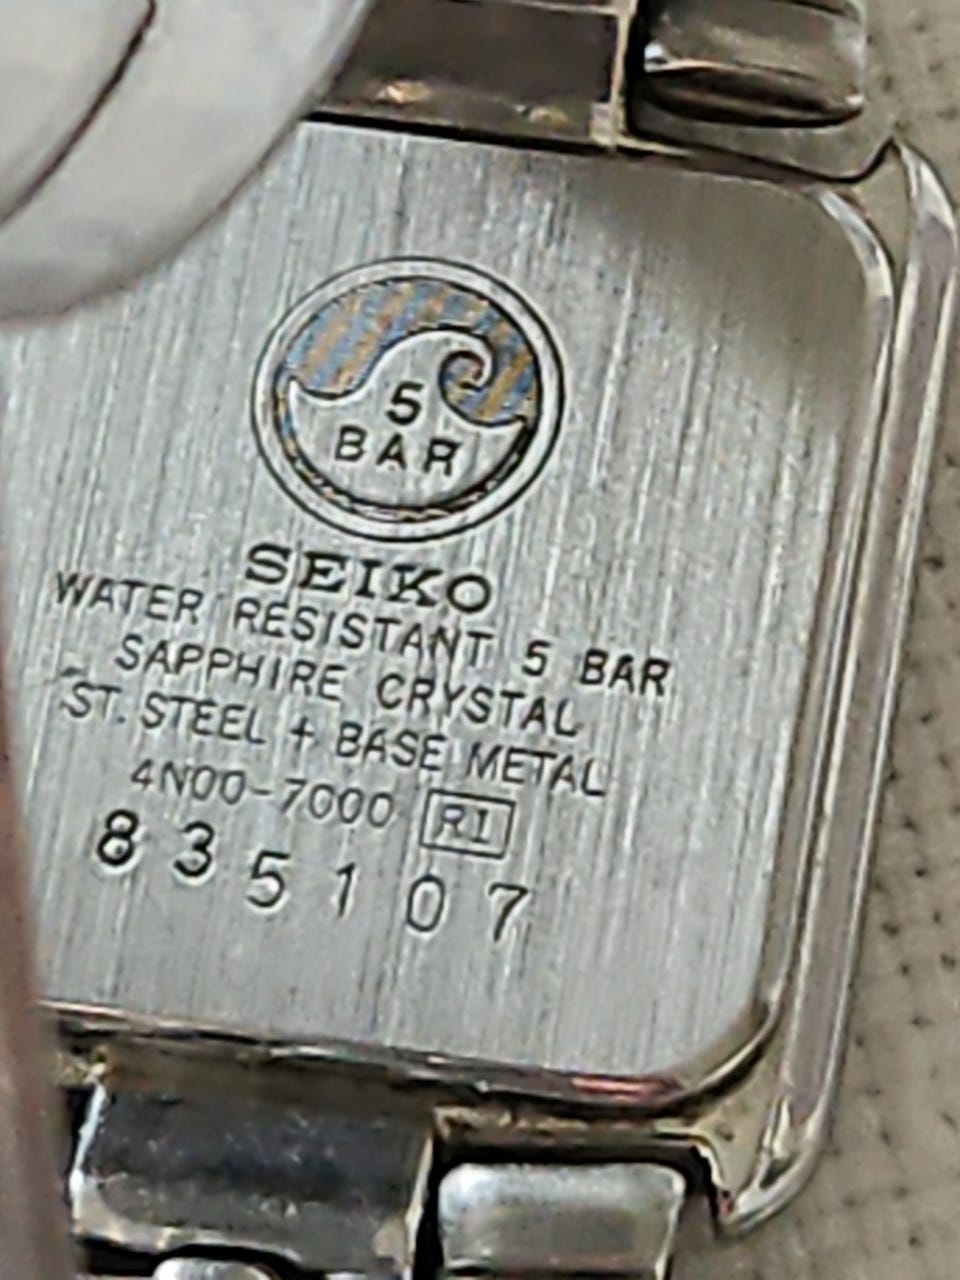 5
BAR
SEIKO
WATER RESISTANT 5 BAR
SAPPHIRE CRYSTAL
ST. STEEL + BASE METAL
4N00-7000 R1
835107